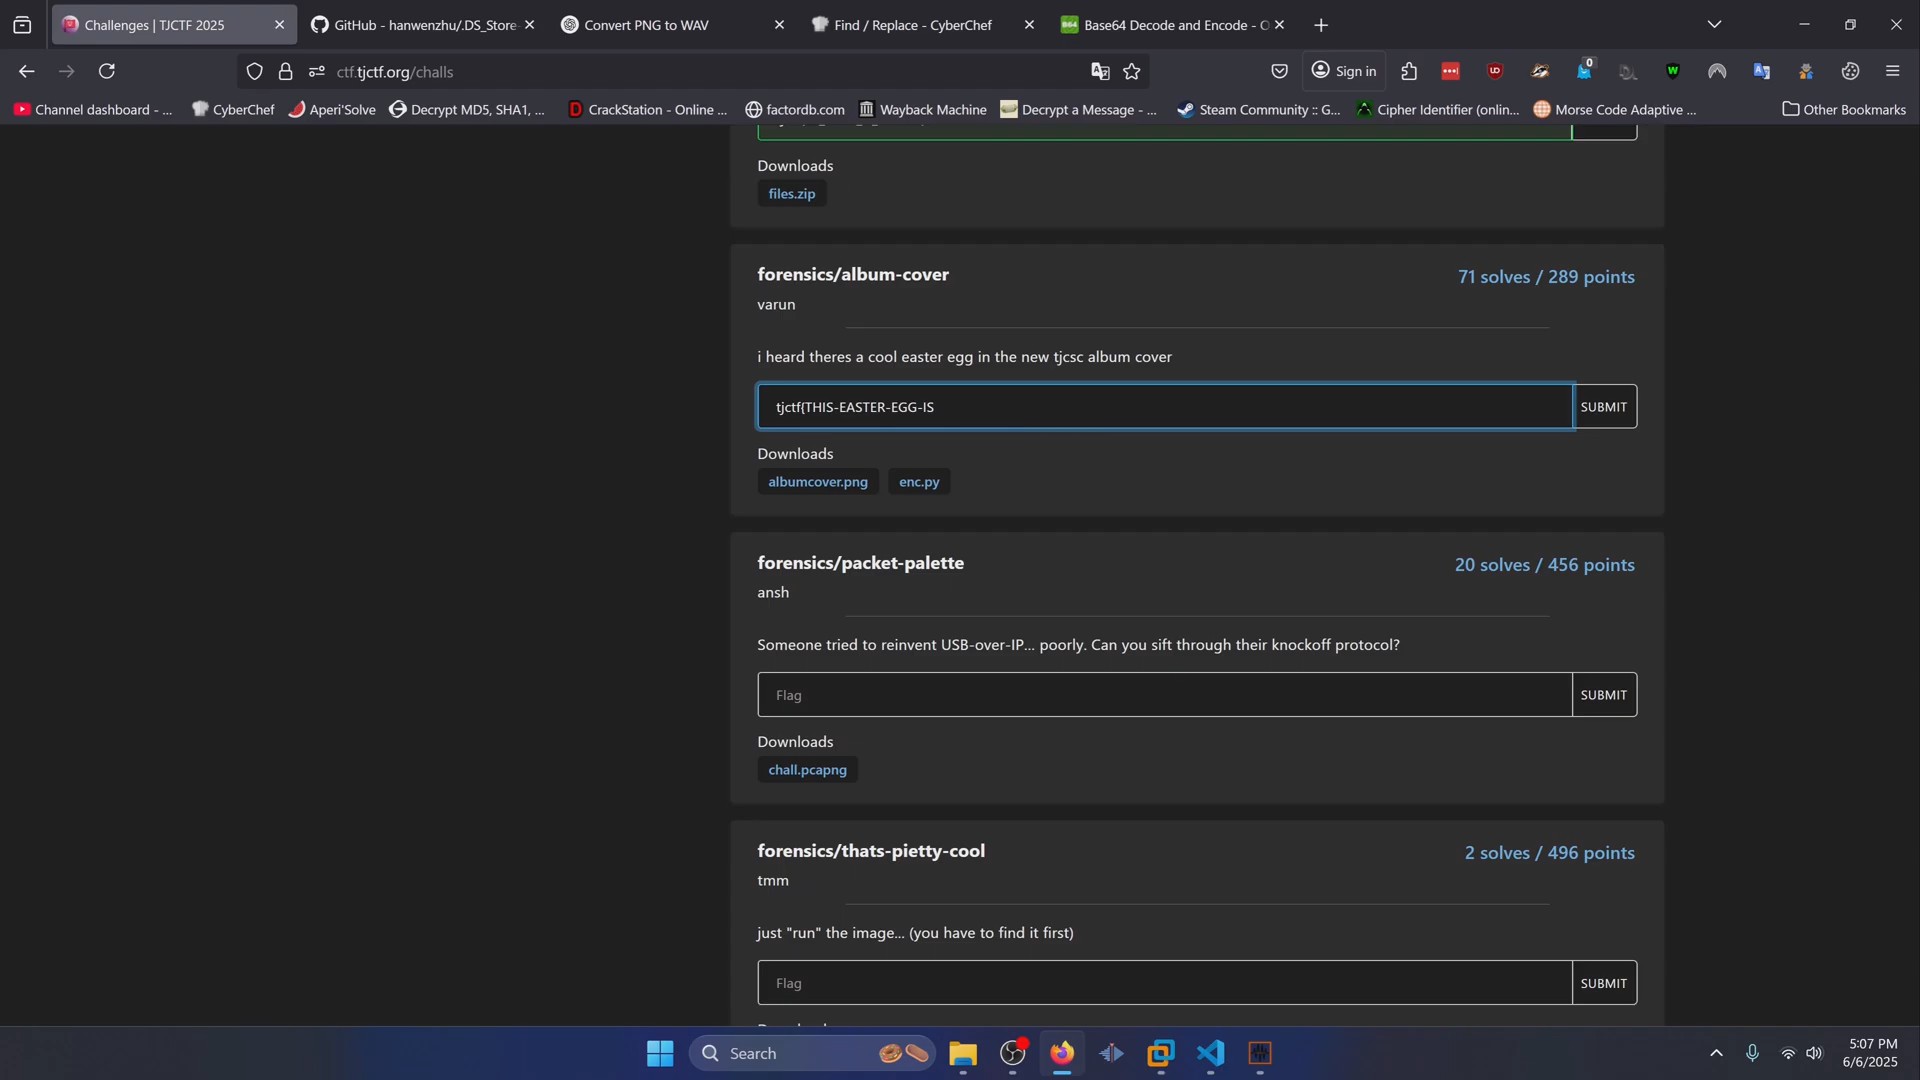 Challenges | TJCTF 2025
GitHub - hanwenzhu/.DS_Store
Convert PNG to WAV
Find / Replace - CyberChef
Base64 Decode and Encode - O
ctf.tjctf.org/challs
Sign in
0
Channel dashboard - ...
CyberChef
Aperi'Solve
Decrypt MD5, SHA1, ...
CrackStation - Online ...
factordb.com
Wayback Machine
Decrypt a Message - ...
Steam Community :: G...
Cipher Identifier (onlin...
Morse Code Adaptive ...
Other Bookmarks
Downloads
files.zip
forensics/album-cover
71 solves / 289 points
varun
i heard theres a cool easter egg in the new tjcsc album cover
tjctf{THIS-EASTER-EGG-IS
SUBMIT
Downloads
albumcover.png
enc.py
forensics/packet-palette
20 solves / 456 points
ansh
Someone tried to reinvent USB-over-IP... poorly. Can you sift through their knockoff protocol?
Flag
SUBMIT
Downloads
chall.pcapng
forensics/thats-pietty-cool
2 solves / 496 points
tmm
just "run" the image... (you have to find it first)
Flag
SUBMIT
Search
5:07 PM
6/6/2025